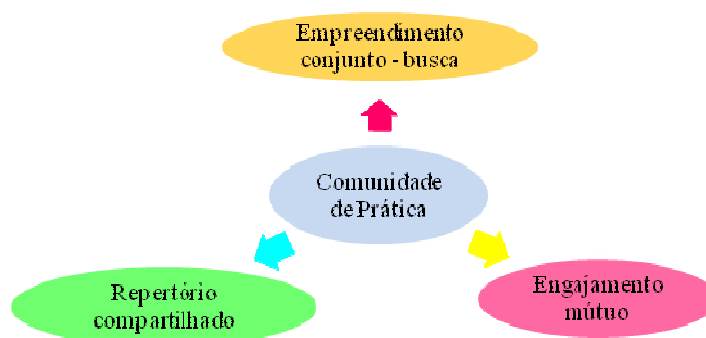 Empreendimento
conjunto - busca
Comunidade
de Prática
Repertório
compartilhado
Engajamento
mútuo